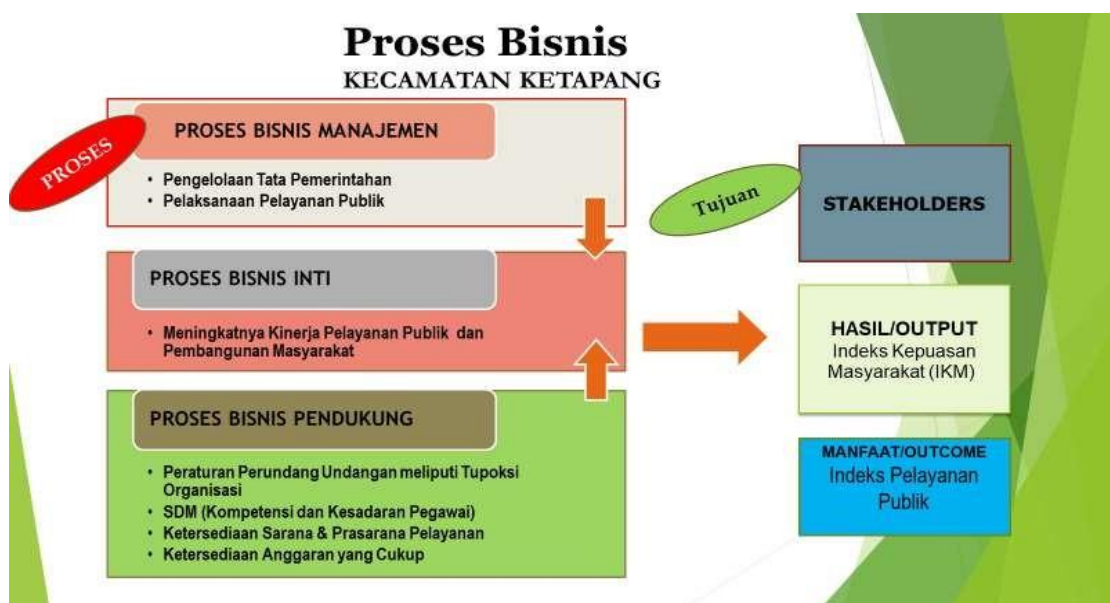 Proses Bisnis
KECAMATAN KETAPANG
PROSES
PROSES BISNIS MANAJEMEN
• Pengelolaan Tata Pemerintahan
• Pelaksanaan Pelayanan Publik
PROSES BISNIS INTI
• Meningkatnya Kinerja Pelayanan Publik dan
Pembangunan Masyarakat
PROSES BISNIS PENDUKUNG
• Peraturan Perundang Undangan meliputi Tupoksi
Organisasi
• SDM (Kompetensi dan Kesadaran Pegawai)
• Ketersediaan Sarana & Prasarana Pelayanan
• Ketersediaan Anggaran yang Cukup
Tujuan
STAKEHOLDERS
HASIL/OUTPUT
Indeks Kepuasan
Masyarakat (IKM)
MANFAAT/OUTCOME
Indeks Pelayanan
Publik